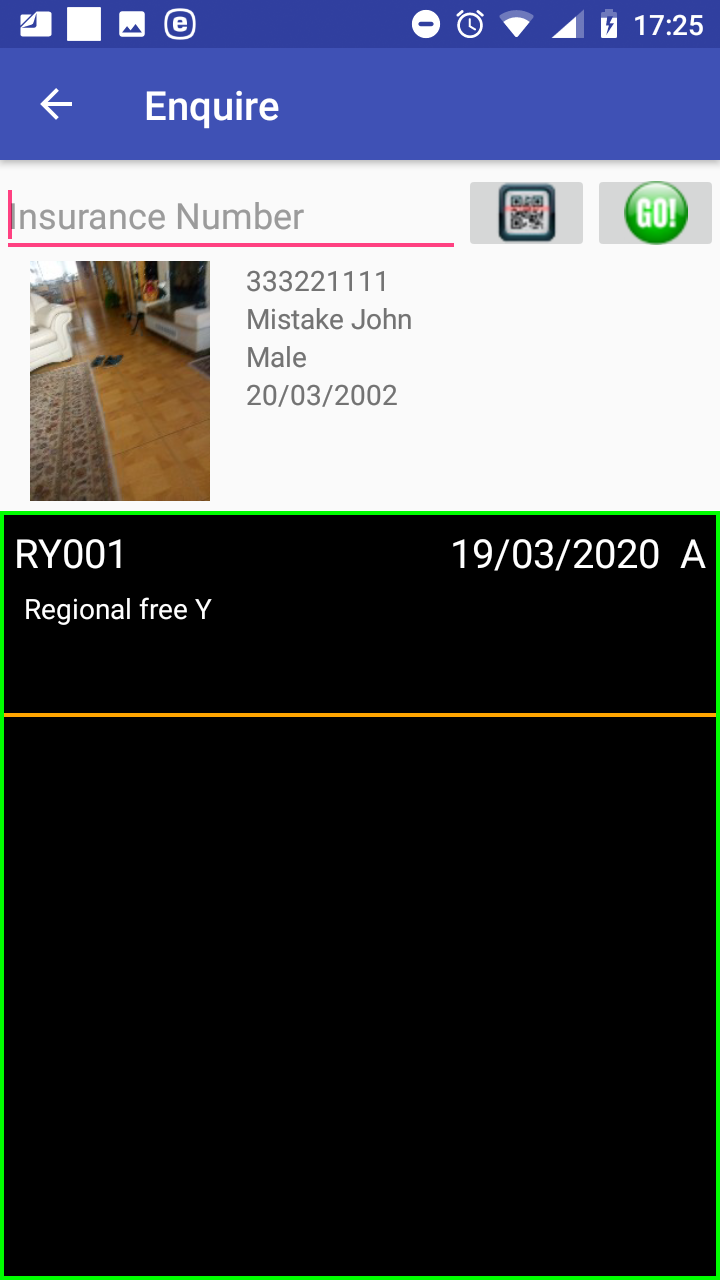 17:25
Enquire
Insurance Number
GO!
333221111
Mistake John
Male
20/03/2002
RY001 19/03/2020 A
Regional free Y